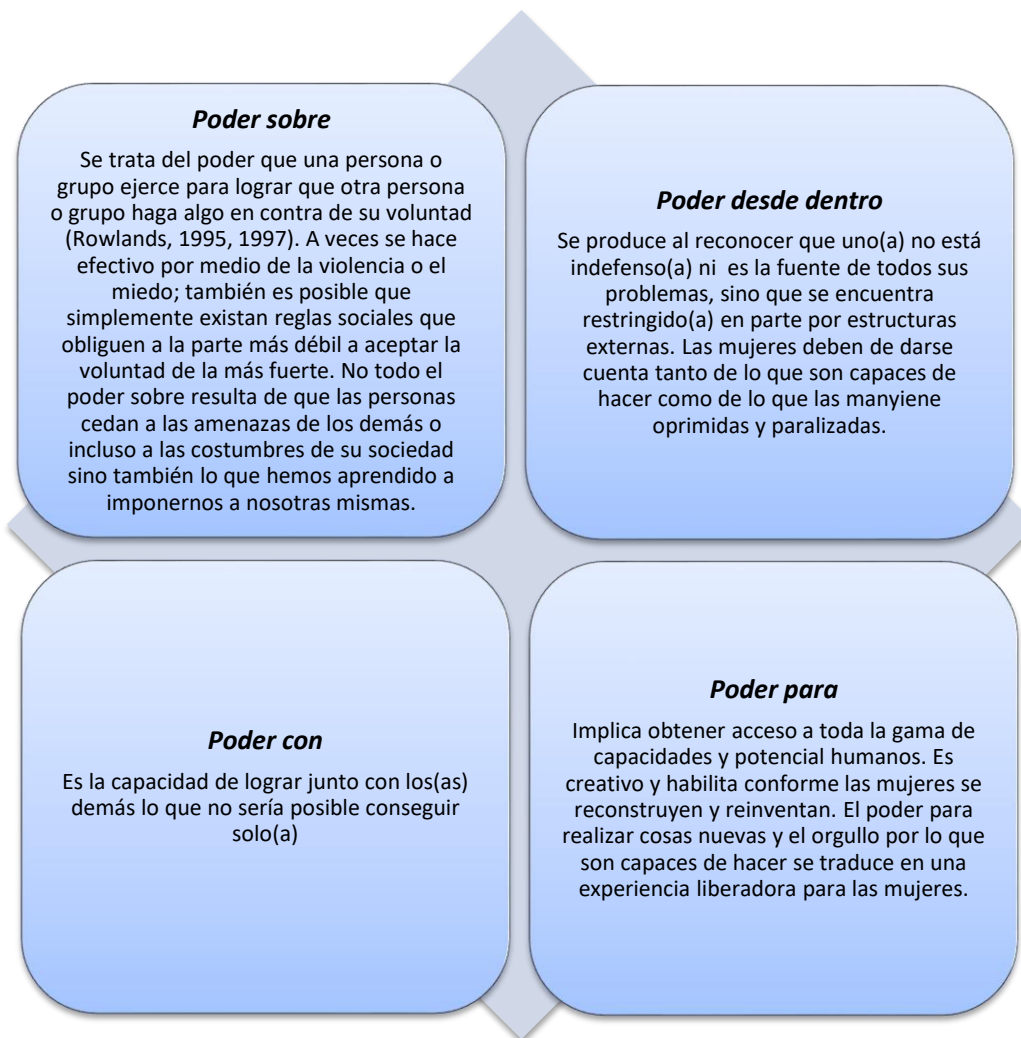 Poder sobre
Se trata del poder que una persona o
grupo ejerce para lograr que otra persona
o grupo haga algo en contra de su voluntad
(Rowlands, 1995, 1997). A veces se hace
efectivo por medio de la violencia o el
miedo; también es posible que
simplemente existan reglas sociales que
obliguen a la parte más débil a aceptar la
voluntad de la más fuerte. No todo el
poder sobre resulta de que las personas
cedan a las amenazas de los demás o
incluso a las costumbres de su sociedad
sino también lo que hemos aprendido a
imponernos a nosotras mismas.
Poder desde dentro
Se produce al reconocer que uno(a) no está
indefenso(a) ni  es la fuente de todos sus
problemas, sino que se encuentra
restringido(a) en parte por estructuras
externas. Las mujeres deben de darse
cuenta tanto de lo que son capaces de
hacer como de lo que las manyiene
oprimidas y paralizadas.
Poder con
Es la capacidad de lograr junto con los(as)
demás lo que no sería posible conseguir
solo(a)
Poder para
Implica obtener acceso a toda la gama de
capacidades y potencial humanos. Es
creativo y habilita conforme las mujeres se
reconstruyen y reinventan. El poder para
realizar cosas nuevas y el orgullo por lo que
son capaces de hacer se traduce en una
experiencia liberadora para las mujeres.